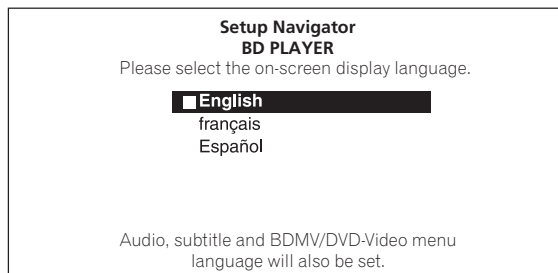 Setup Navigator
BD PLAYER
Please select the on-screen display language.
English
français
Español
Audio, subtitle and BDMV/DVD-Video menu
language will also be set.